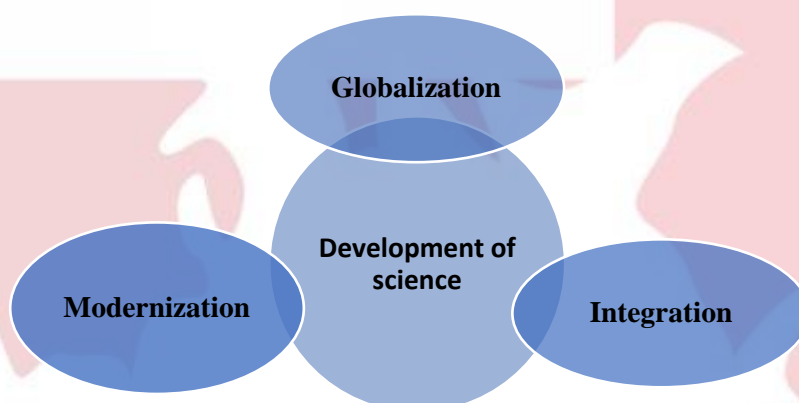 Globalization
Development of
science
Modernization
Integration